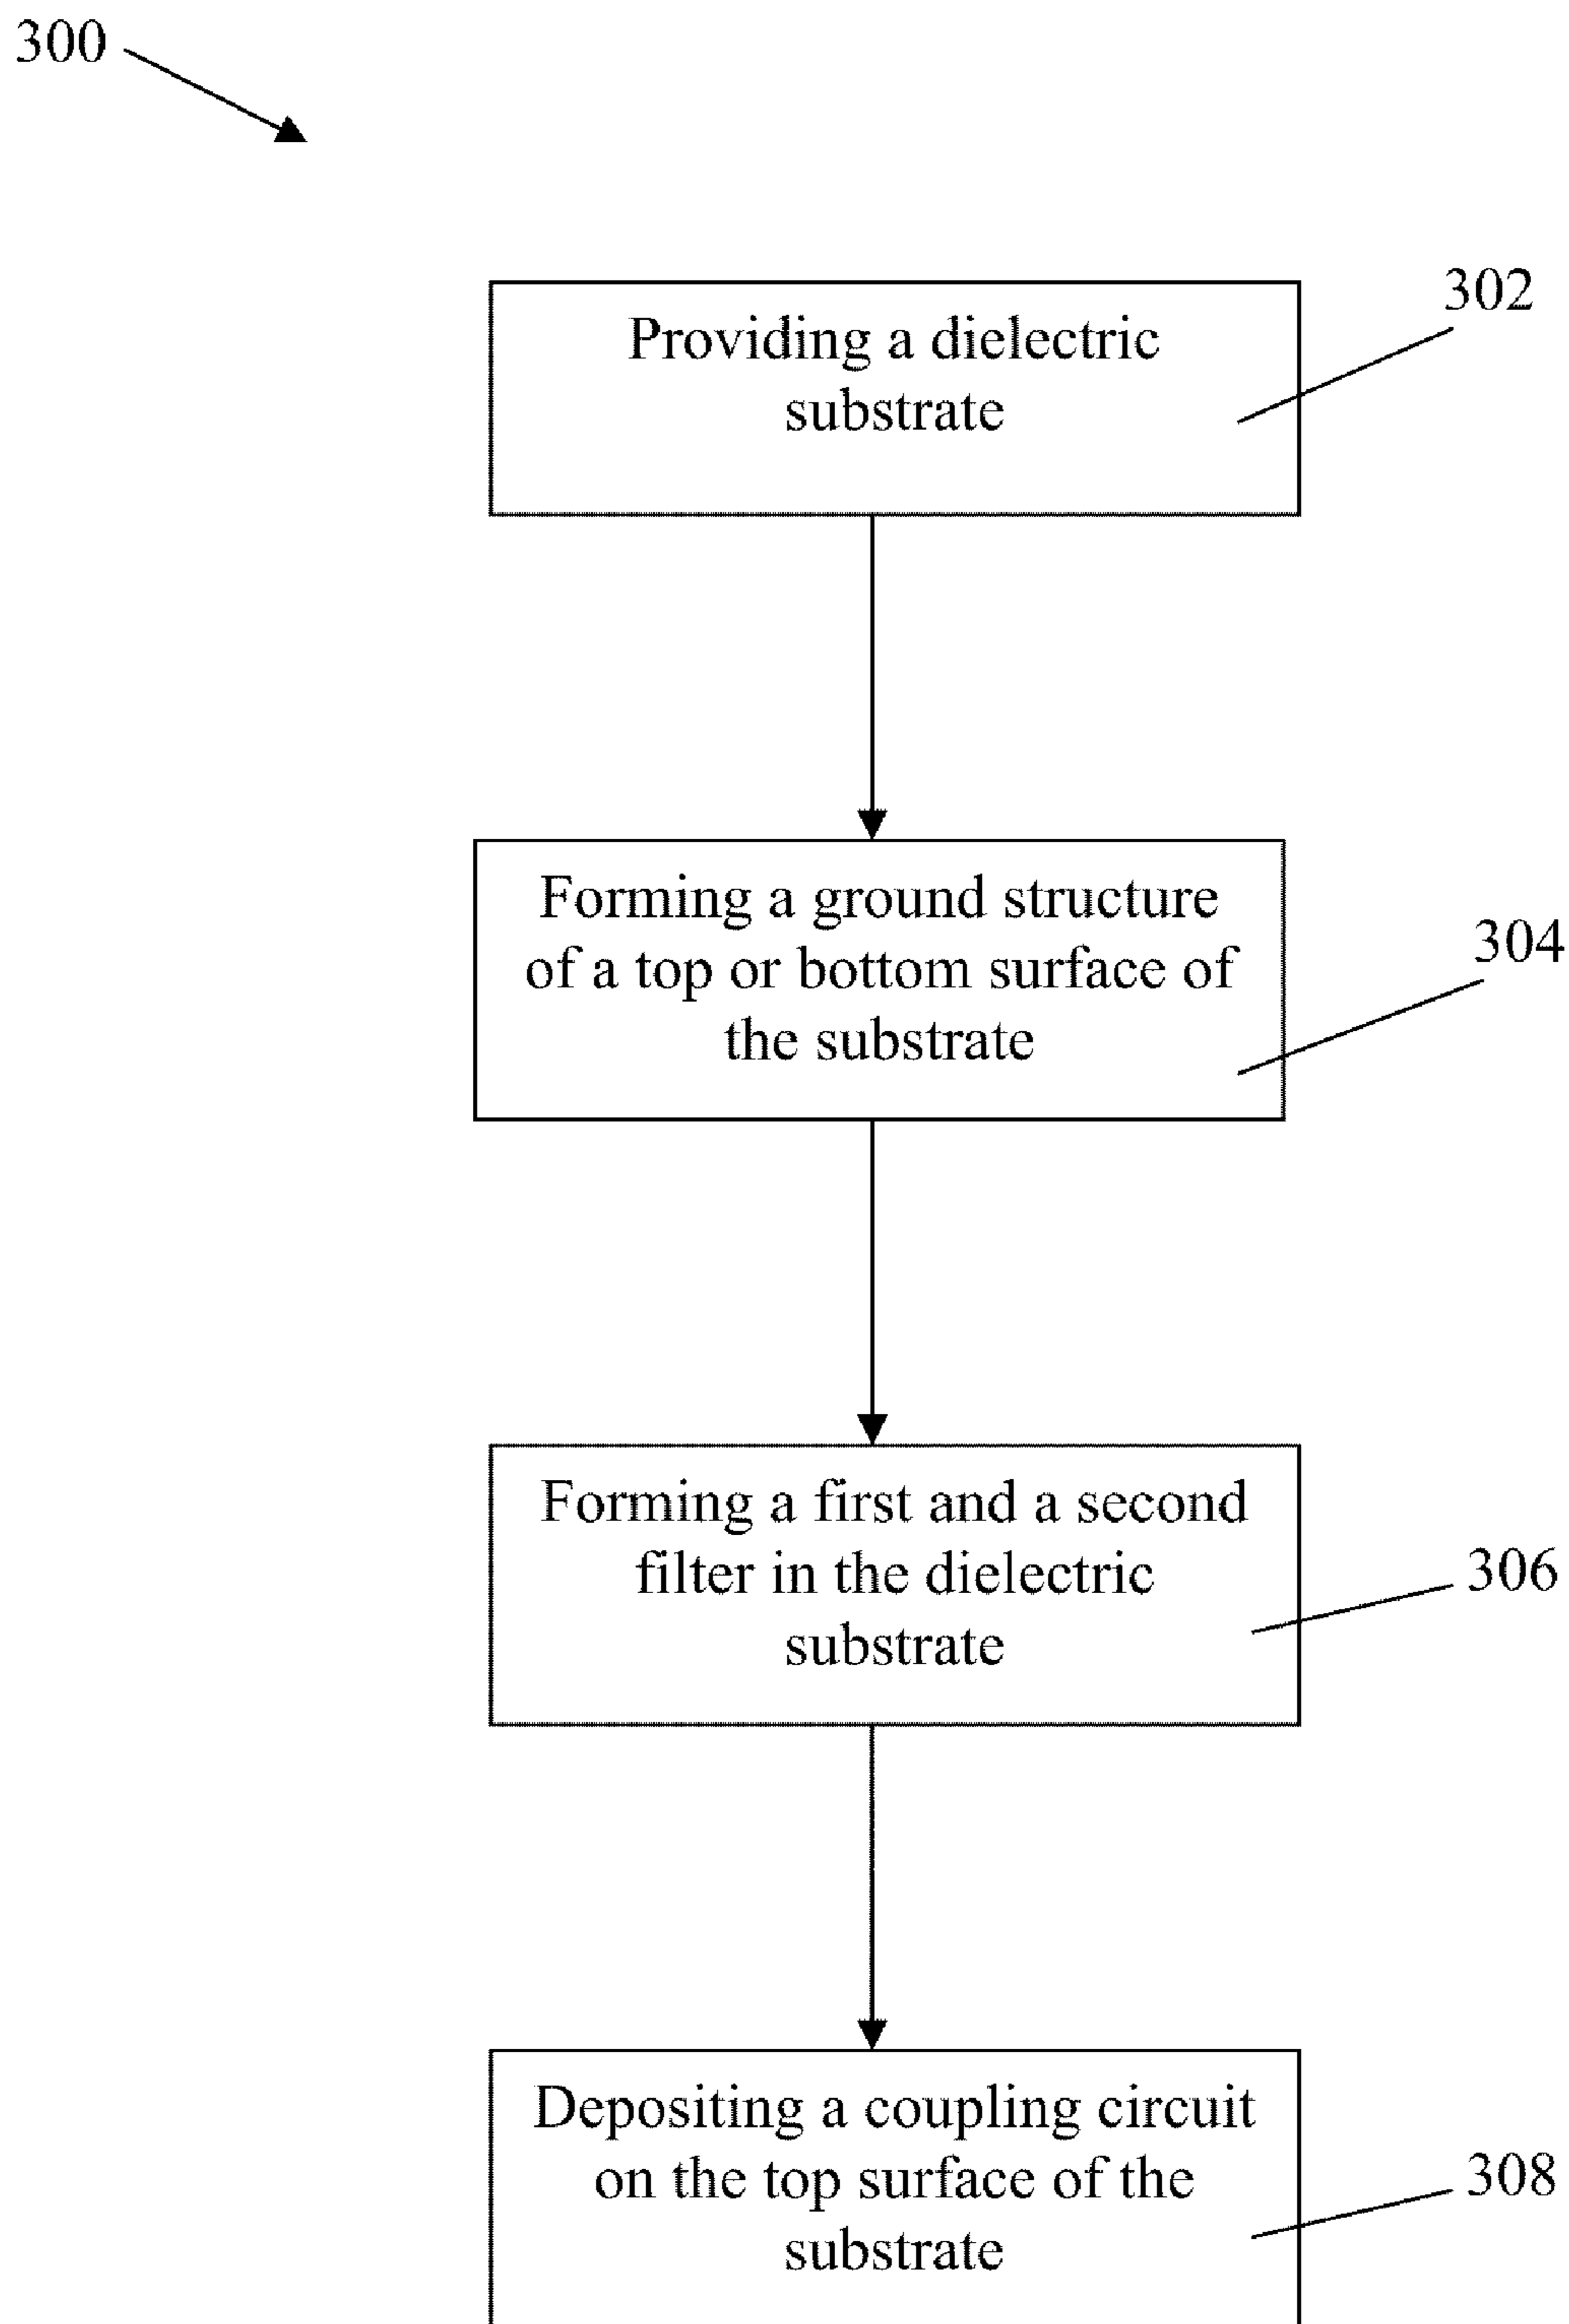 300
302
Providing a dielectric
substrate
304
Forming a ground structure
of a top or bottom surface of
the substrate
306
Forming a first and a second
filter in the dielectric
substrate
308
Depositing a coupling circuit
on the top surface of the
substrate